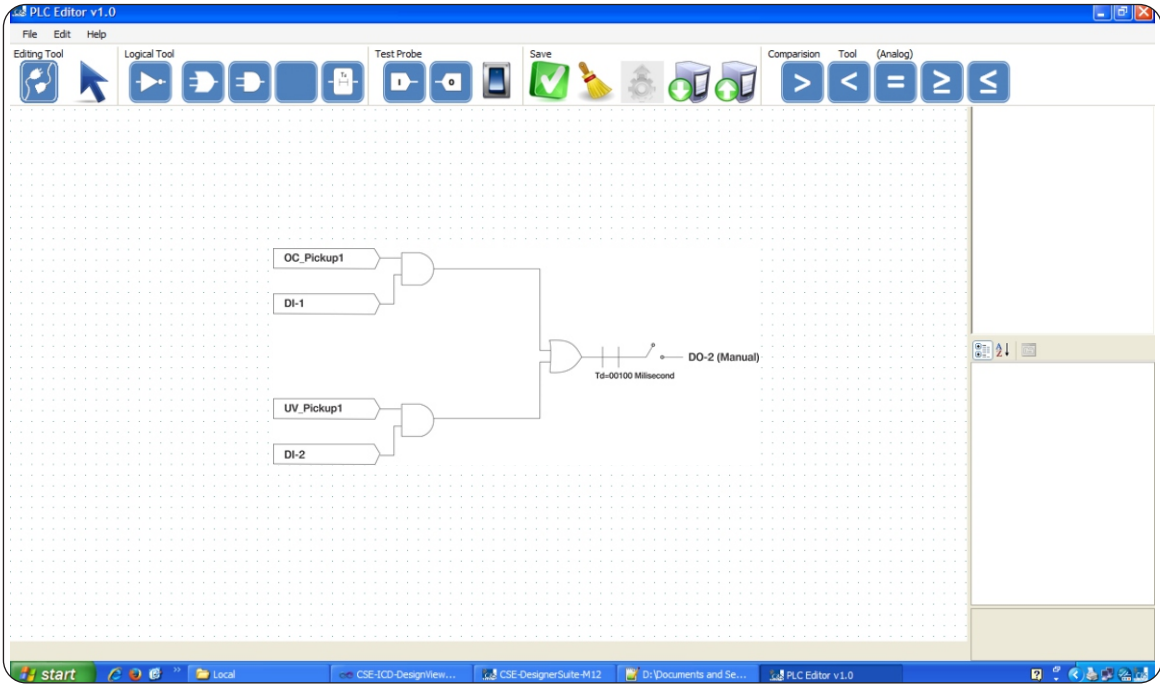 PLC Editor v1.0
File Edit Help
Editing Tool Logical Tool Test Probe Save Comparision Tool (Analog)
I O > < = ≥ ≤
OC_Pickup1
DI-1
DO-2 (Manual)
Td=00100 Milisecond
UV_Pickup1
DI-2
start » Local CSE-ICD-DesignView... CSE-DesignerSuite-M12 D:\Documents and Se... PLC Editor v1.0